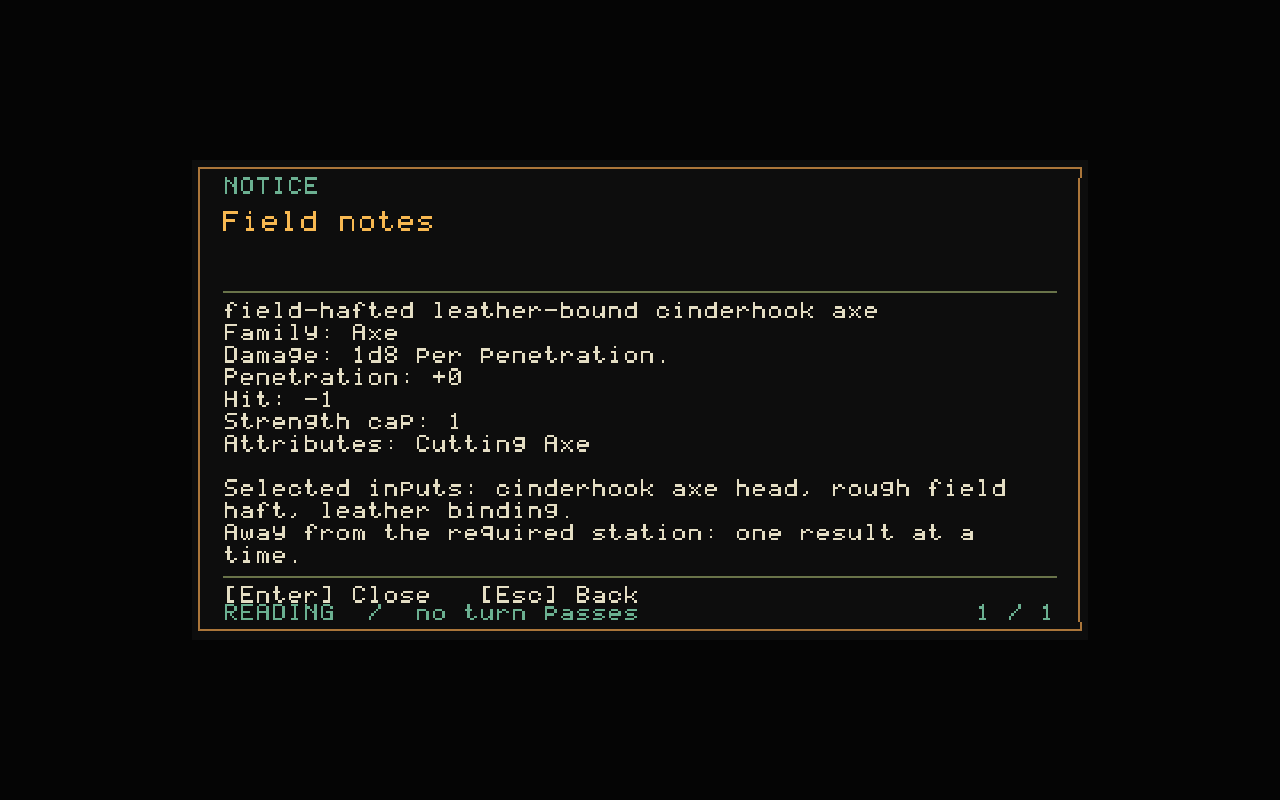 NOTICE
Field notes
field-hafted leather-bound cinderhook axe
Family: Axe
Damage: 1d8 Per Penetration.
Penetration: +0
Hit: -1
Strength cap: 1
Attributes: Cutting Axe
Selected inputs: cinderhook axe head, rough field
haft, leather binding.
Away from the required station: one result at a
time.
[Enter] Close [Esc] Back
READING / no turn passes 1 / 1